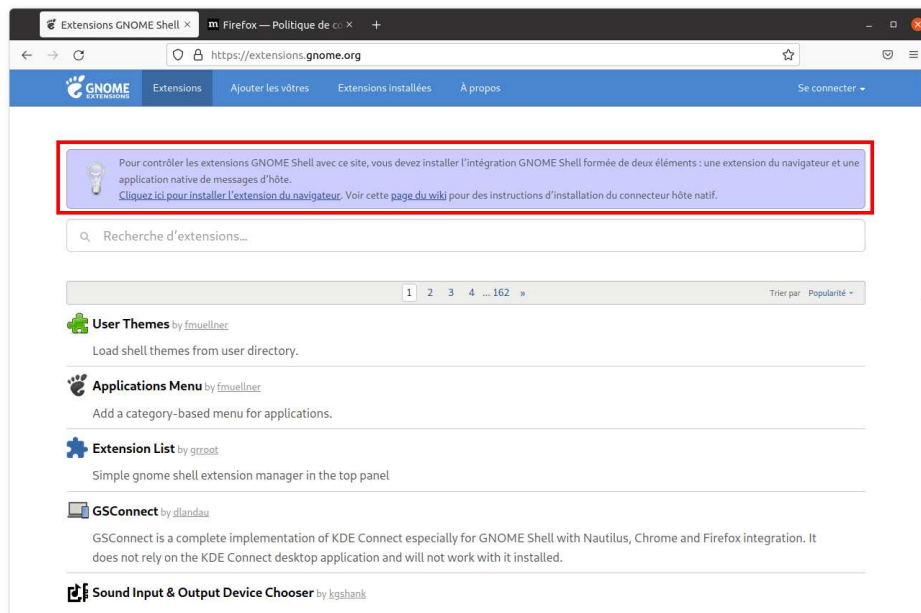 Extensions GNOME Shell ×
m Firefox — Politique de co ×
+
https://extensions.gnome.org
GNOME EXTENSIONS
Extensions
Ajouter les vôtres
Extensions installées
À propos
Se connecter
Pour contrôler les extensions GNOME Shell avec ce site, vous devez installer l'intégration GNOME Shell formée de deux éléments : une extension du navigateur et une
application native de messages d'hôte.
Cliquez ici pour installer l'extension du navigateur. Voir cette page du wiki pour des instructions d'installation du connecteur hôte natif.
Recherche d'extensions...
1 2 3 4 ... 162 »
Trier par Popularité
User Themes by fmuellner
Load shell themes from user directory.
Applications Menu by fmuellner
Add a category-based menu for applications.
Extension List by grroot
Simple gnome shell extension manager in the top panel
GSConnect by dlandau
GSConnect is a complete implementation of KDE Connect especially for GNOME Shell with Nautilus, Chrome and Firefox integration. It
does not rely on the KDE Connect desktop application and will not work with it installed.
Sound Input & Output Device Chooser by kgshank